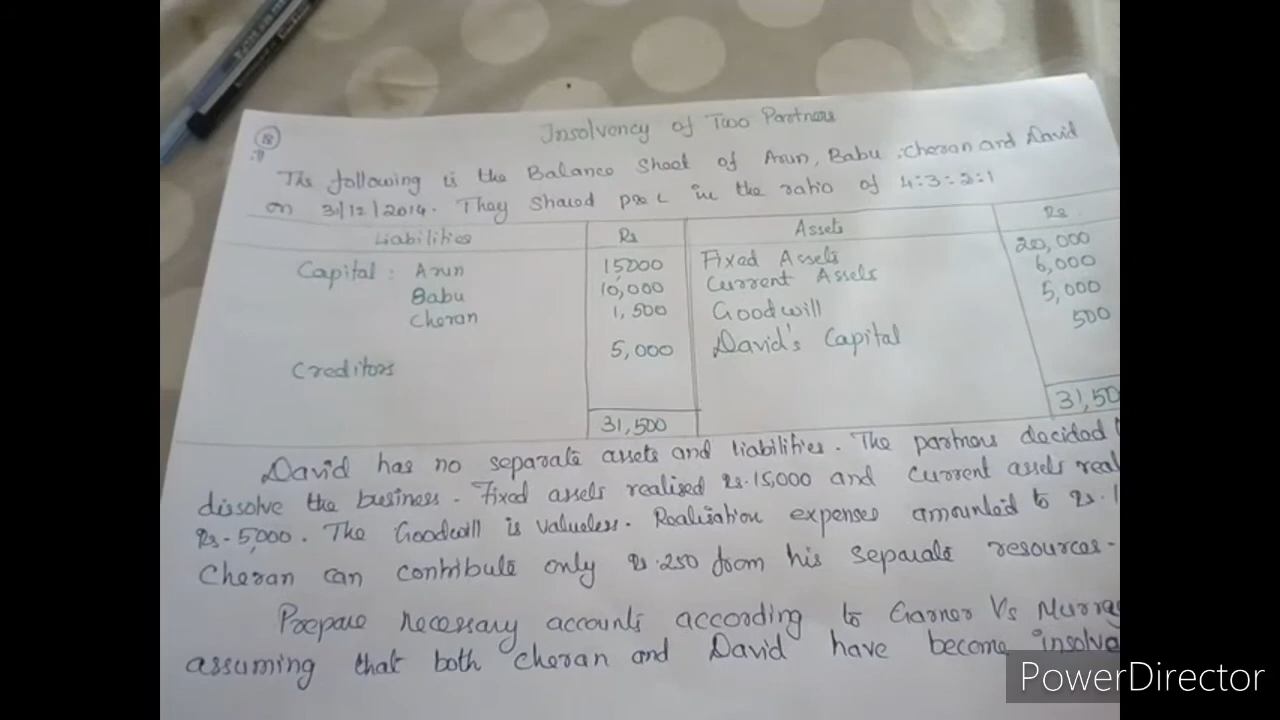 18
Insolvency of Two Partners
The following is the Balance Sheet of Arun, Babu, Cheran and David
on 31/12/2014. They shared in the ratio of 4:3:2:1
Liabilities Rs Assets Rs
Capital : Arun 15000 Fixed Assets 20,000
Babu 10,000 Current Assets 6,000
Cheran 1,500 Goodwill 5,000
Creditors 5,000 David's Capital 500
31,500 31,50
David has no separate assets and liabilities. The partners decided
dissolve the business. Fixed assets realised Rs.15,000 and Current assets real
Rs.5,000. The Goodwill is valueless. Realisation expenses amounted to Rs.1
Cheran can contribute only Rs.250 from his separate resources.
Prepare necessary accounts according to Garner Vs Murra
assuming that both Cheran and David have become insolve
PowerDirector